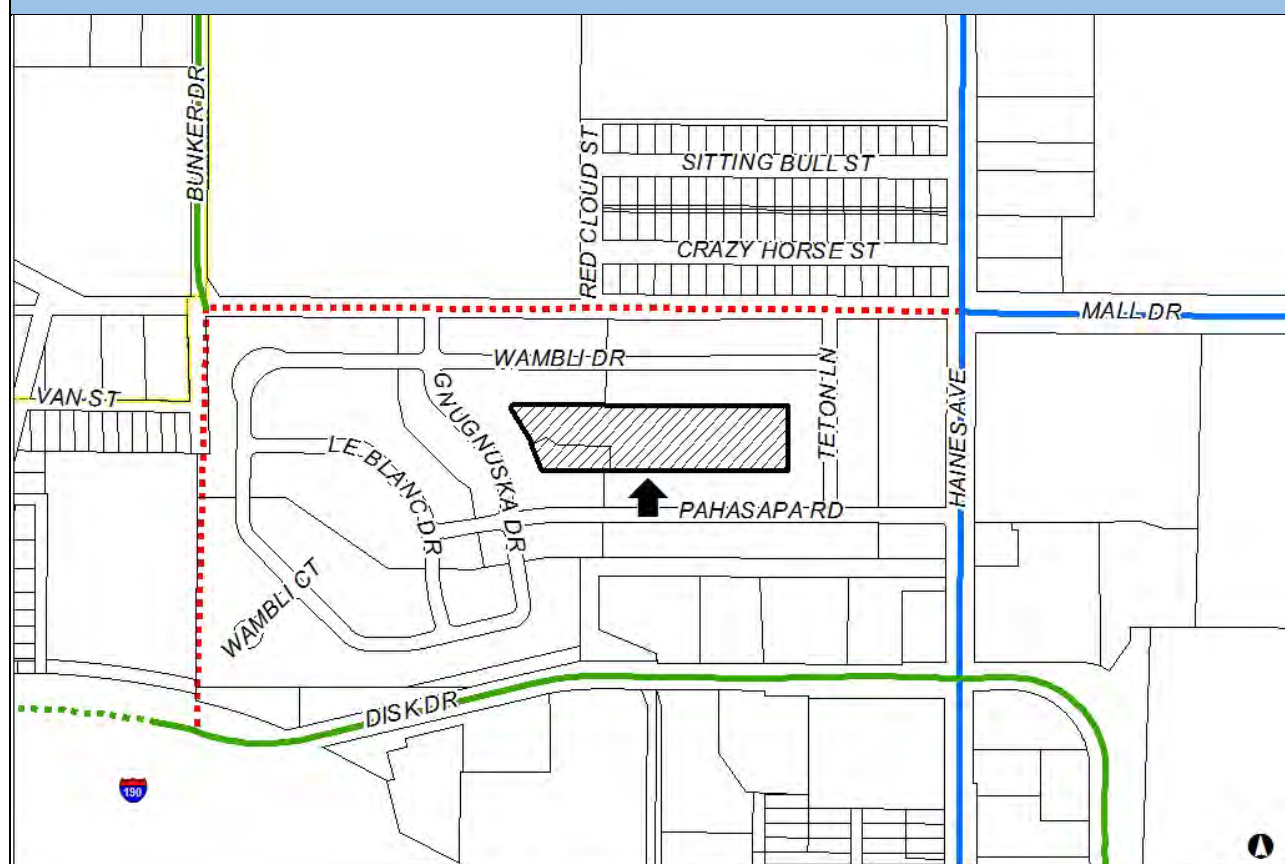 BUNKER DR
RED CLOUD ST
SITTING BULL ST
CRAZY HORSE ST
MALL DR
WAMBLI DR
TETON LN
HAINES AVE
VAN ST
GNUGNUSKA DR
LE BLANC DR
PAHASAPA RD
WAMBLI CT
DISK DR
190